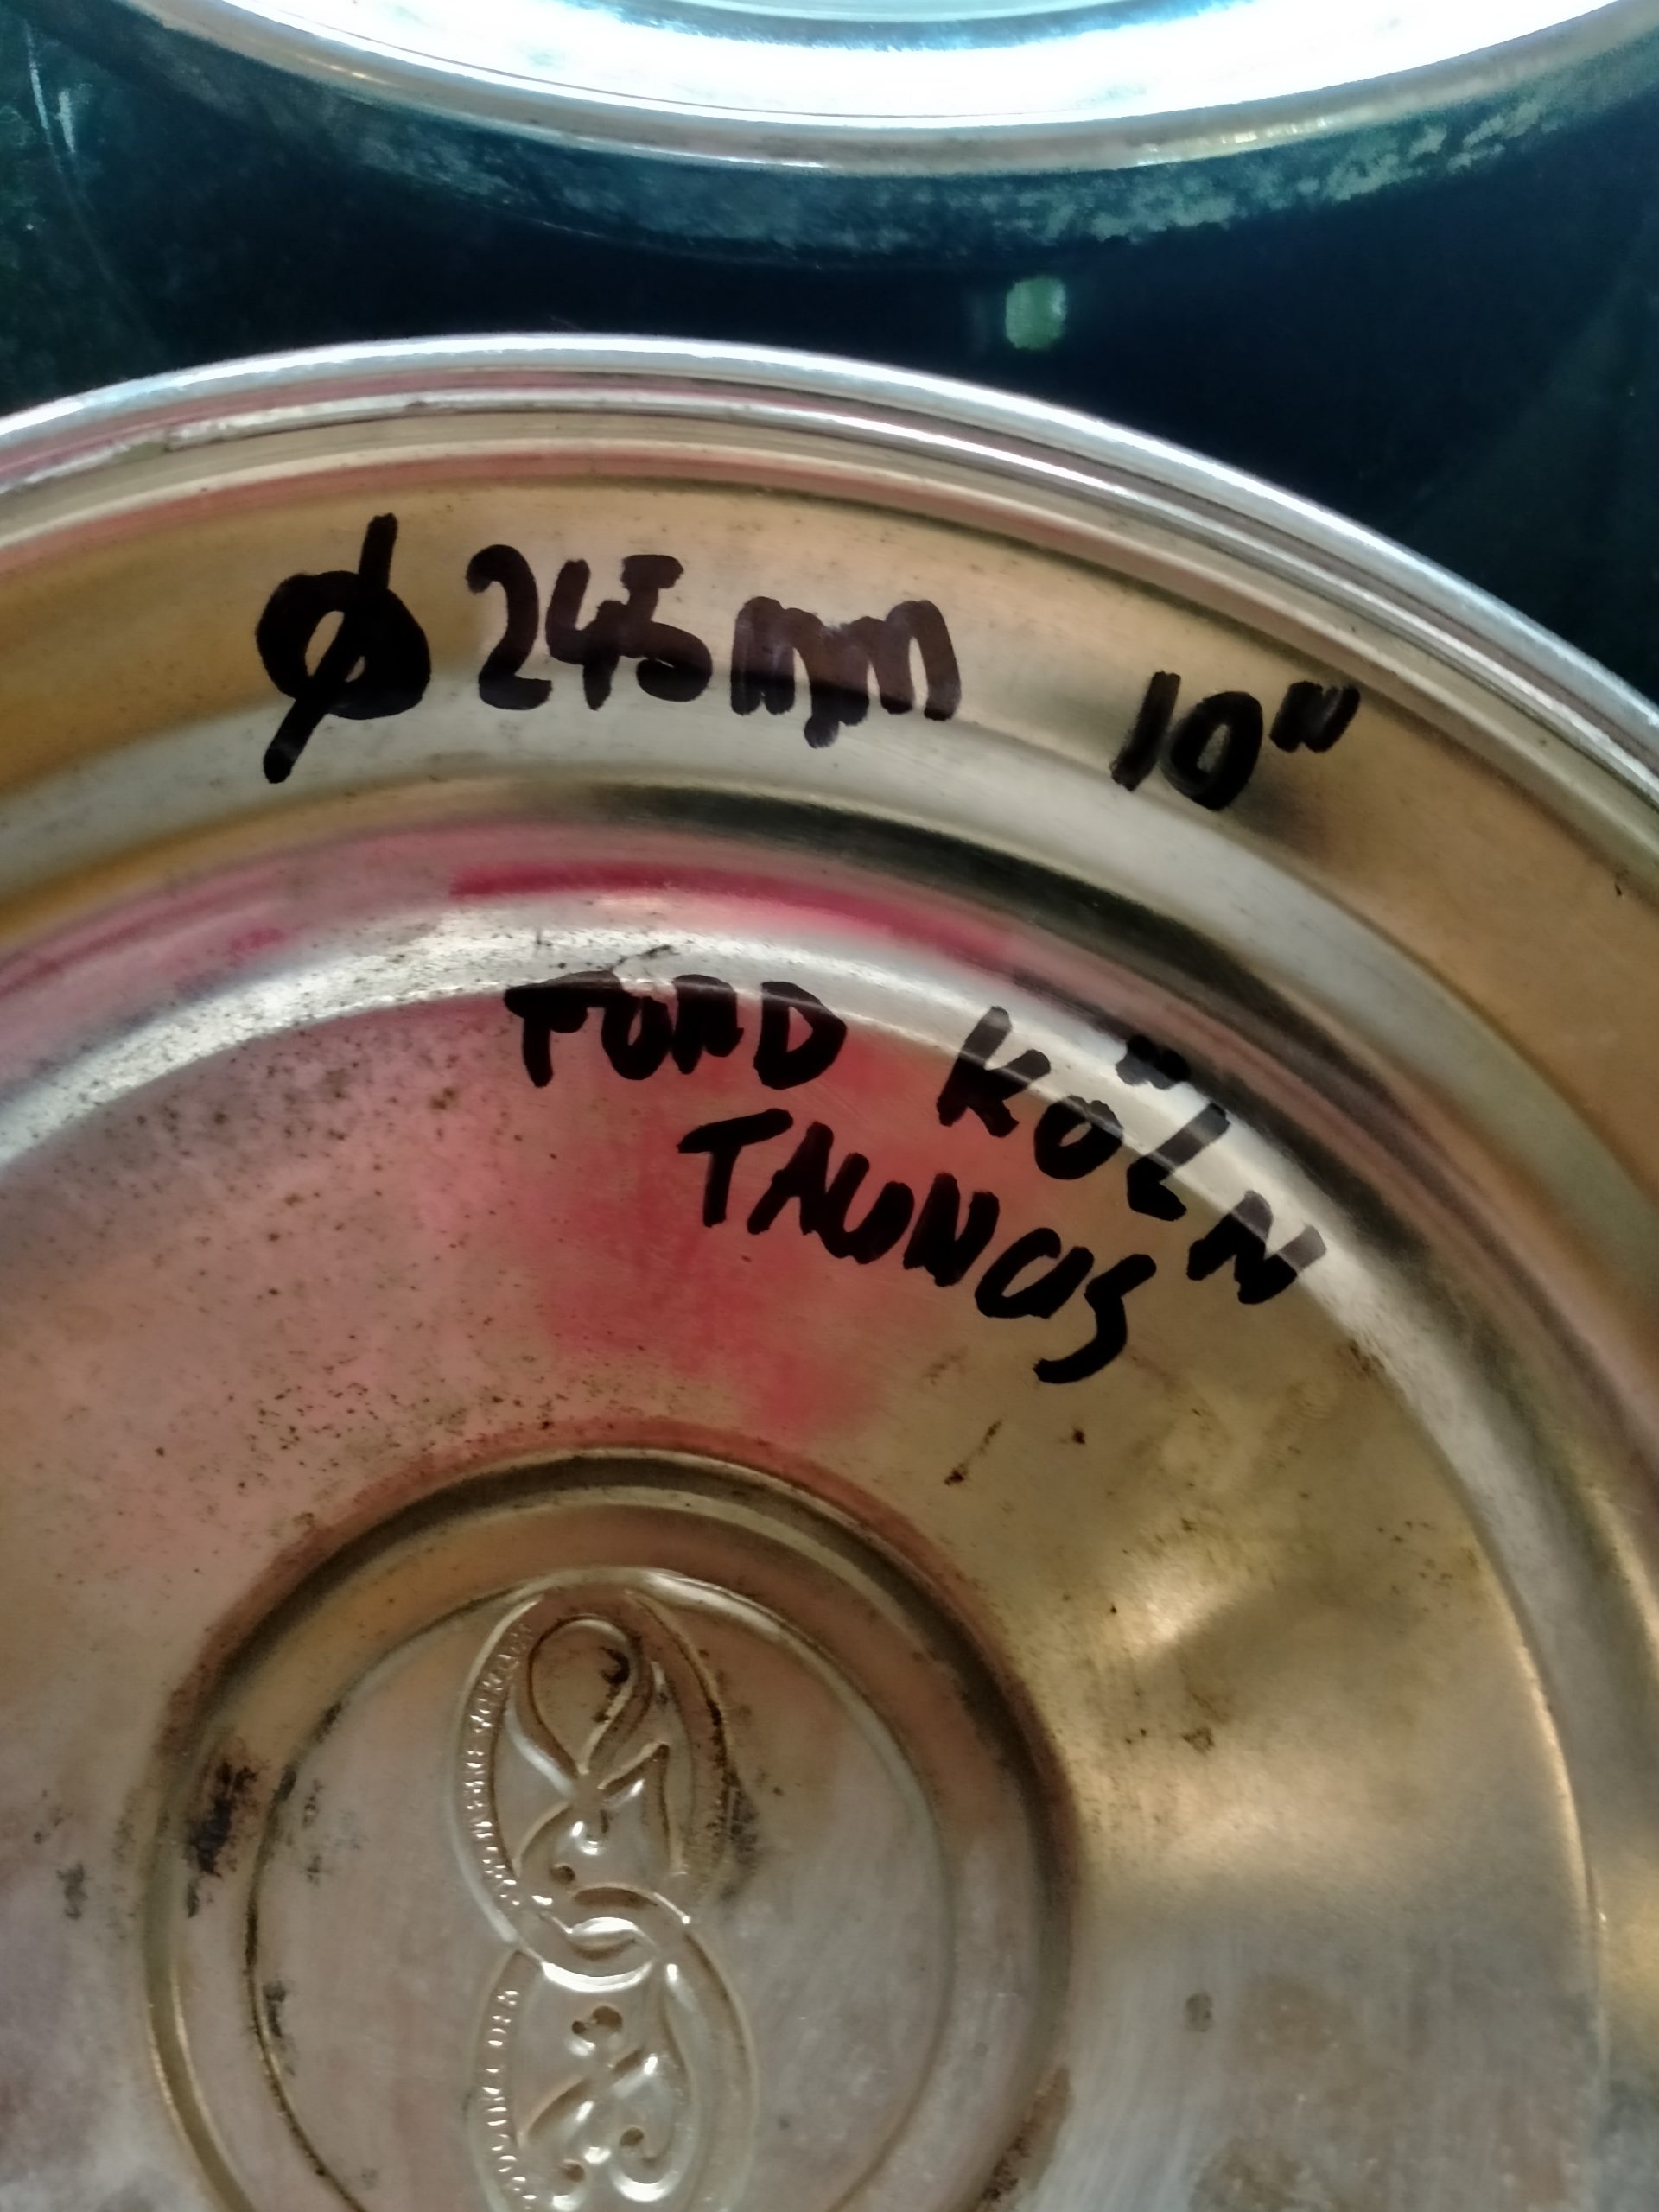 ø 245mm 10"
FORD KÖLN
TAUNUS